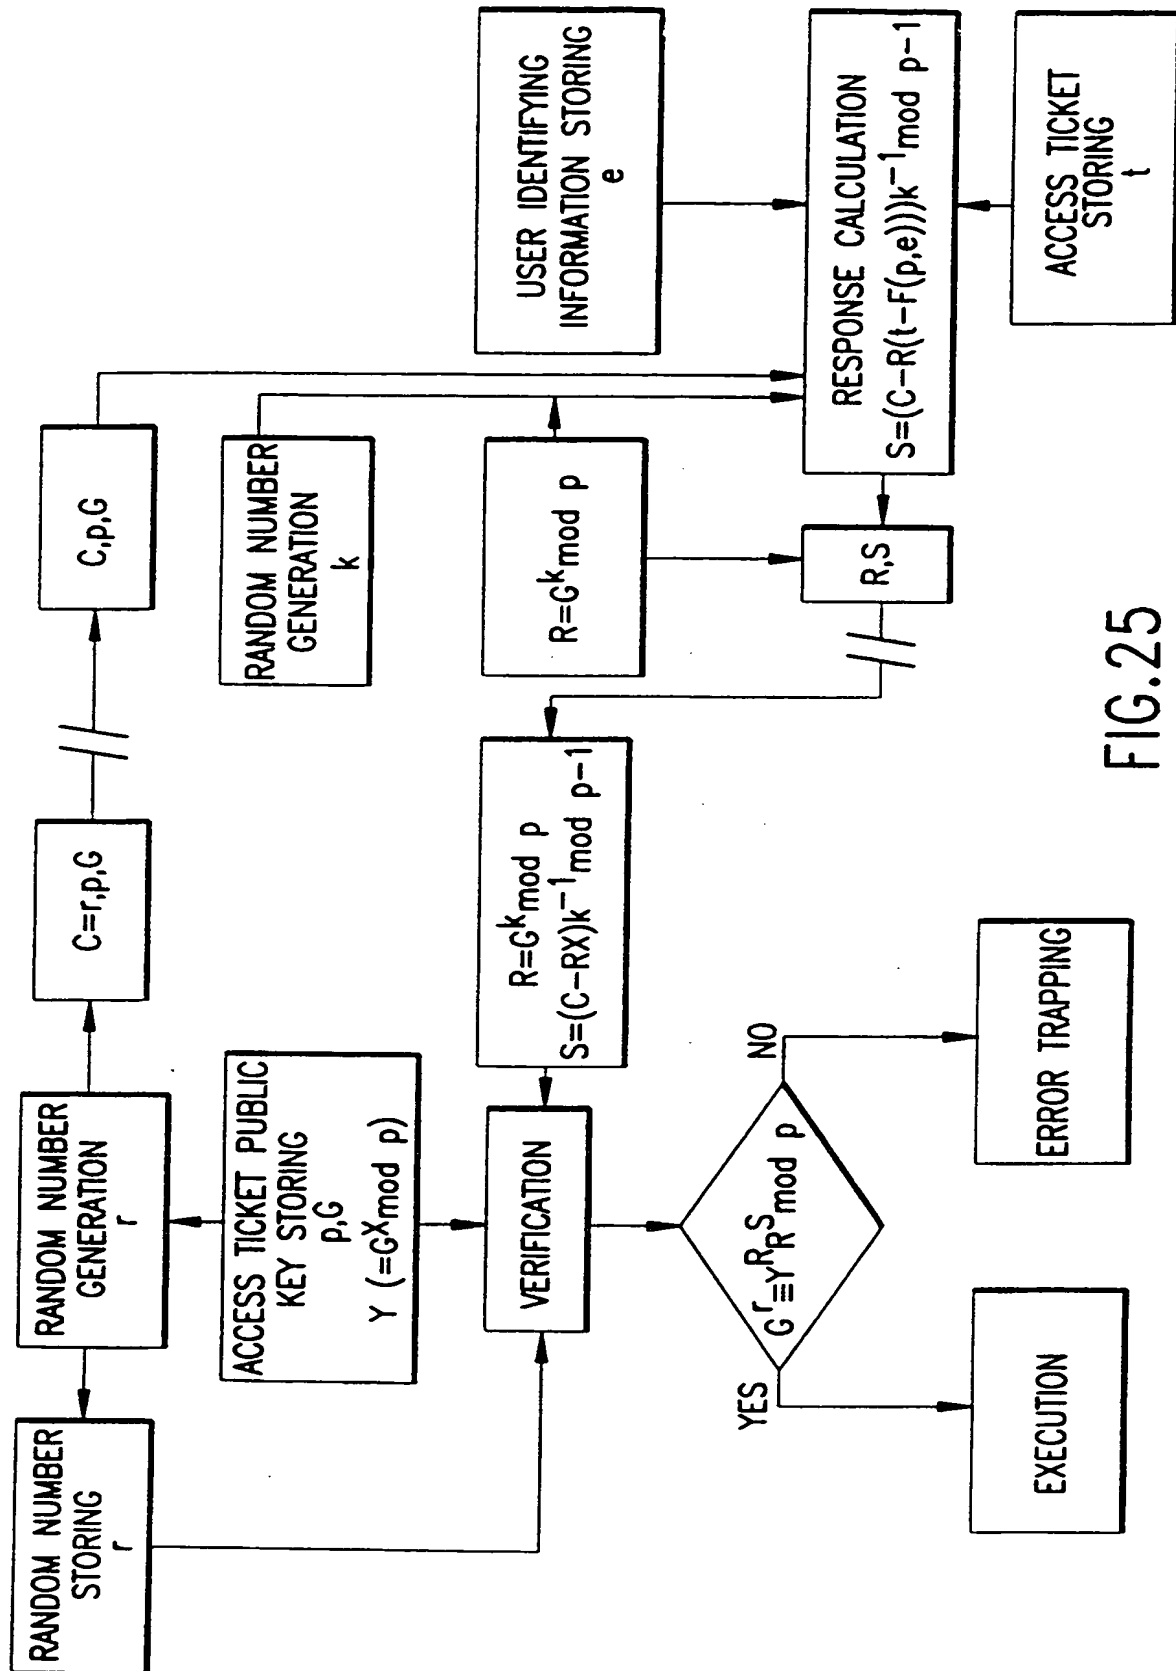 RANDOM NUMBER
STORING
r
RANDOM NUMBER
GENERATION
r
C=r,p,G
C,p,G
ACCESS TICKET PUBLIC
KEY STORING
p,G
Y (=G^X mod p)
RANDOM NUMBER
GENERATION
k
VERIFICATION
R=G^k mod p
S=(C-RX)k^-1 mod p-1
R=G^k mod p
USER IDENTIFYING
INFORMATION STORING
e
YES
G^r≡Y^R R^S mod p
NO
R,S
RESPONSE CALCULATION
S=(C-R(t-F(p,e)))k^-1 mod p-1
EXECUTION
ERROR TRAPPING
ACCESS TICKET
STORING
t
FIG.25